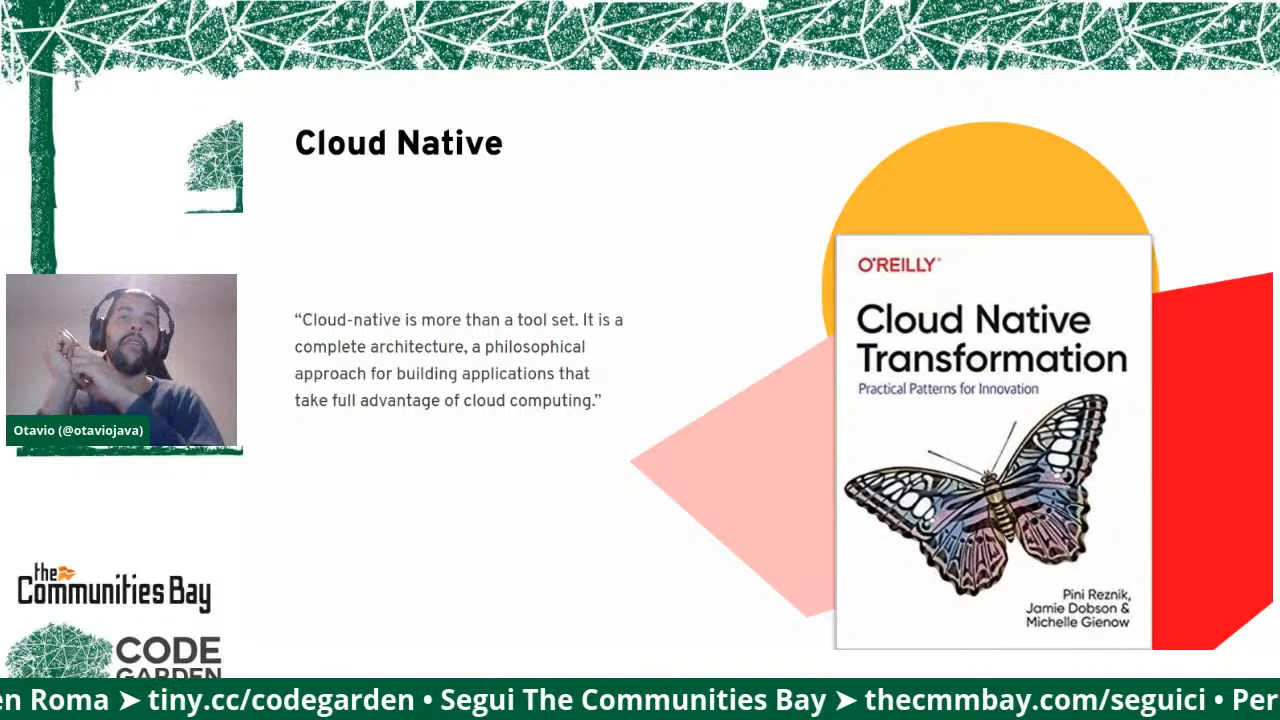 Cloud Native
“Cloud-native is more than a tool set. It is a
complete architecture, a philosophical
approach for building applications that
take full advantage of cloud computing.”
O'REILLY®
Cloud Native
Transformation
Practical Patterns for Innovation
Pini Reznik,
Jamie Dobson &
Michelle Gienow
Otavio (@otaviojava)
the
Communities Bay
CODE
GARDEN
en Roma ➤ tiny.cc/codegarden • Segui The Communities Bay ➤ thecmmbay.com/seguici • Per